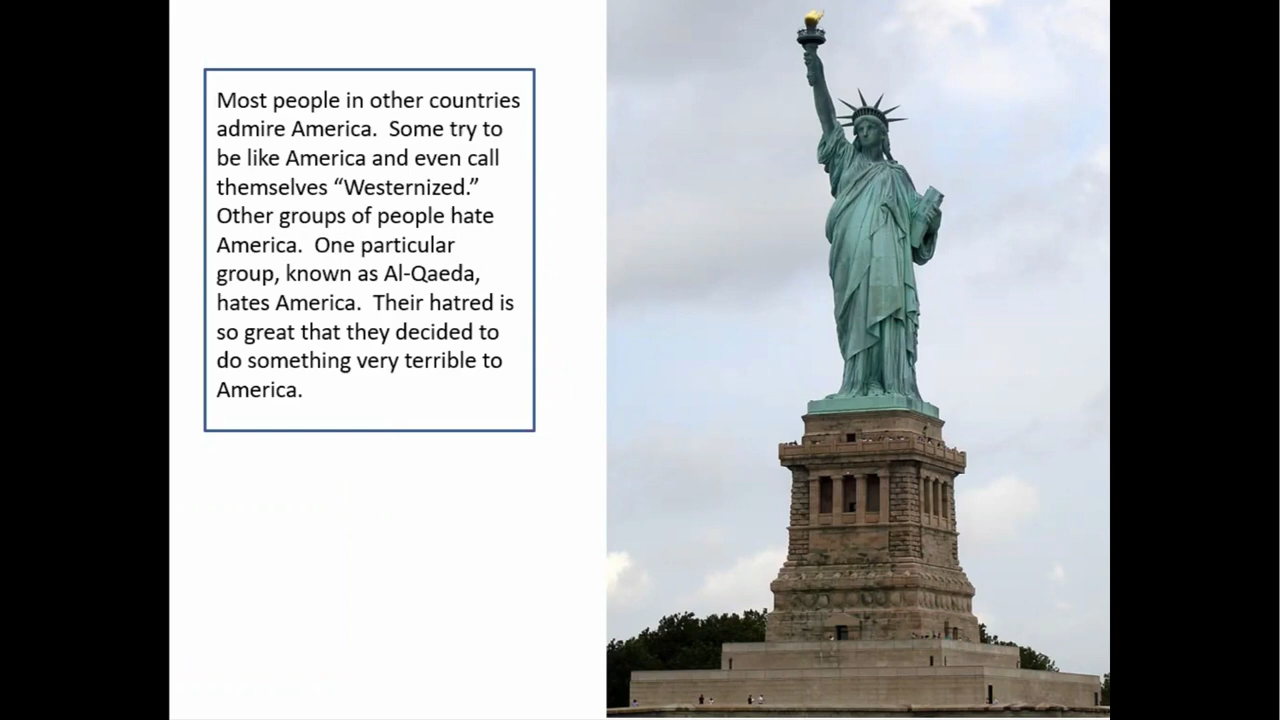 Most people in other countries
admire America.  Some try to
be like America and even call
themselves “Westernized.”
Other groups of people hate
America.  One particular
group, known as Al-Qaeda,
hates America.  Their hatred is
so great that they decided to
do something very terrible to
America.